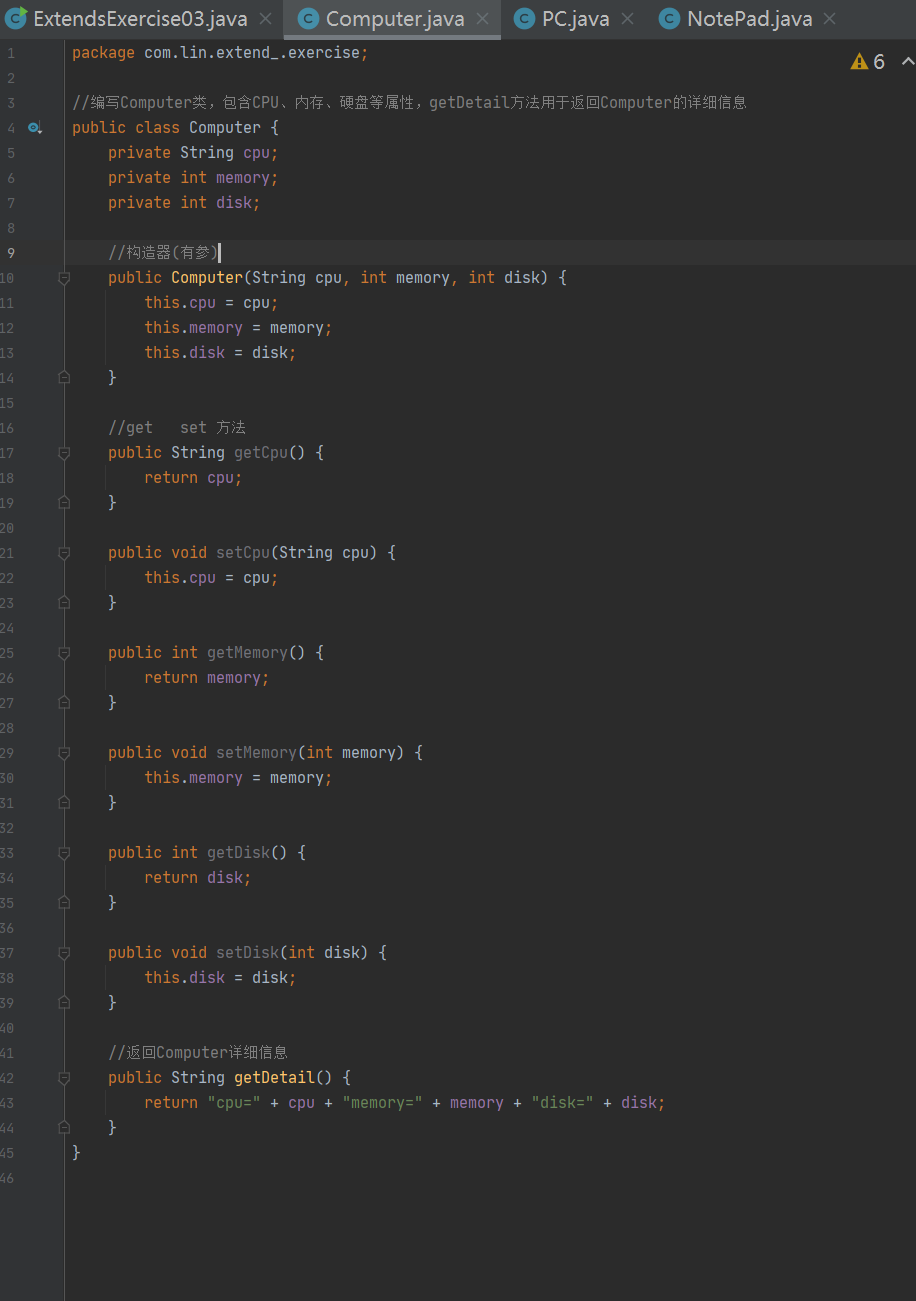 ExtendsExercise03.java Computer.java PC.java NotePad.java
1 package com.lin.extend_.exercise;
6
2
3 //编写Computer类，包含CPU、内存、硬盘等属性，getDetail方法用于返回Computer的详细信息
4 public class Computer {
5 private String cpu;
6 private int memory;
7 private int disk;
8
9 //构造器(有参)
10 public Computer(String cpu, int memory, int disk) {
11 this.cpu = cpu;
12 this.memory = memory;
13 this.disk = disk;
14 }
15
16 //get   set 方法
17 public String getCpu() {
18 return cpu;
19 }
20
21 public void setCpu(String cpu) {
22 this.cpu = cpu;
23 }
24
25 public int getMemory() {
26 return memory;
27 }
28
29 public void setMemory(int memory) {
30 this.memory = memory;
31 }
32
33 public int getDisk() {
34 return disk;
35 }
36
37 public void setDisk(int disk) {
38 this.disk = disk;
39 }
40
41 //返回Computer详细信息
42 public String getDetail() {
43 return "cpu=" + cpu + "memory=" + memory + "disk=" + disk;
44 }
45 }
46